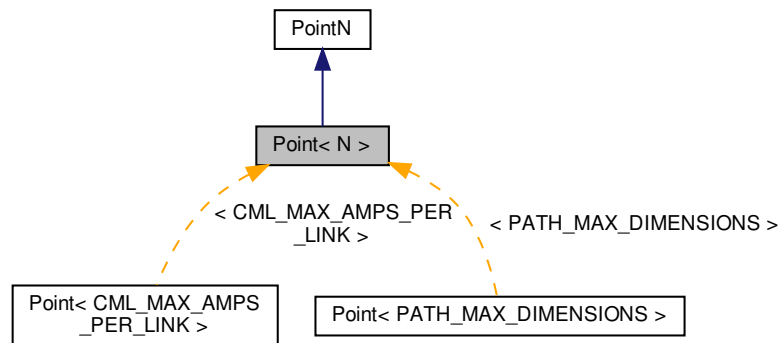 PointN
Point< N >
< CML_MAX_AMPS_PER
_LINK >
< PATH_MAX_DIMENSIONS >
Point< CML_MAX_AMPS
_PER_LINK >
Point< PATH_MAX_DIMENSIONS >